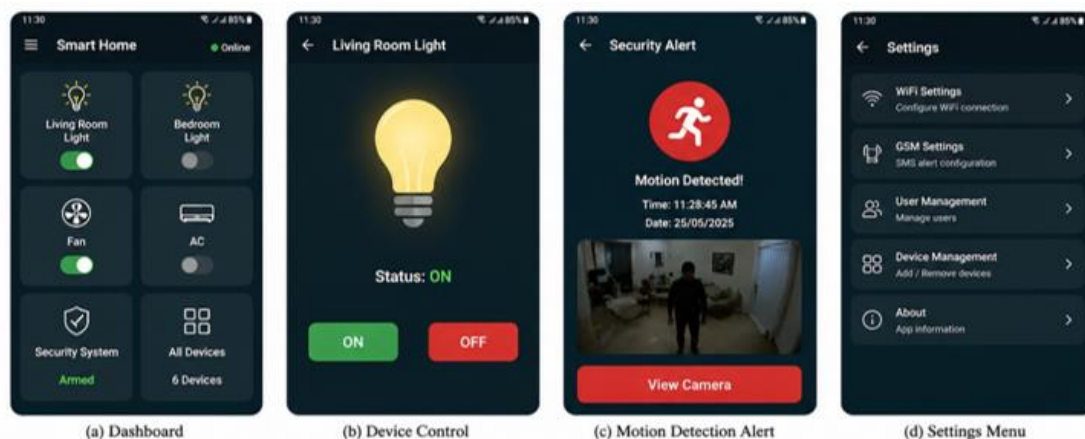 11:30
85%
Smart Home
Online
Living Room
Light
Bedroom
Light
Fan
AC
Security System
Armed
All Devices
6 Devices
(a) Dashboard
11:30
85%
Living Room Light
Status: ON
ON
OFF
(b) Device Control
11:30
85%
Security Alert
Motion Detected!
Time: 11:28:45 AM
Date: 25/05/2025
View Camera
(c) Motion Detection Alert
11:30
85%
Settings
WiFi Settings
Configure WiFi connection
GSM Settings
SMS alert configuration
User Management
Manage users
Device Management
Add / Remove devices
About
App information
(d) Settings Menu